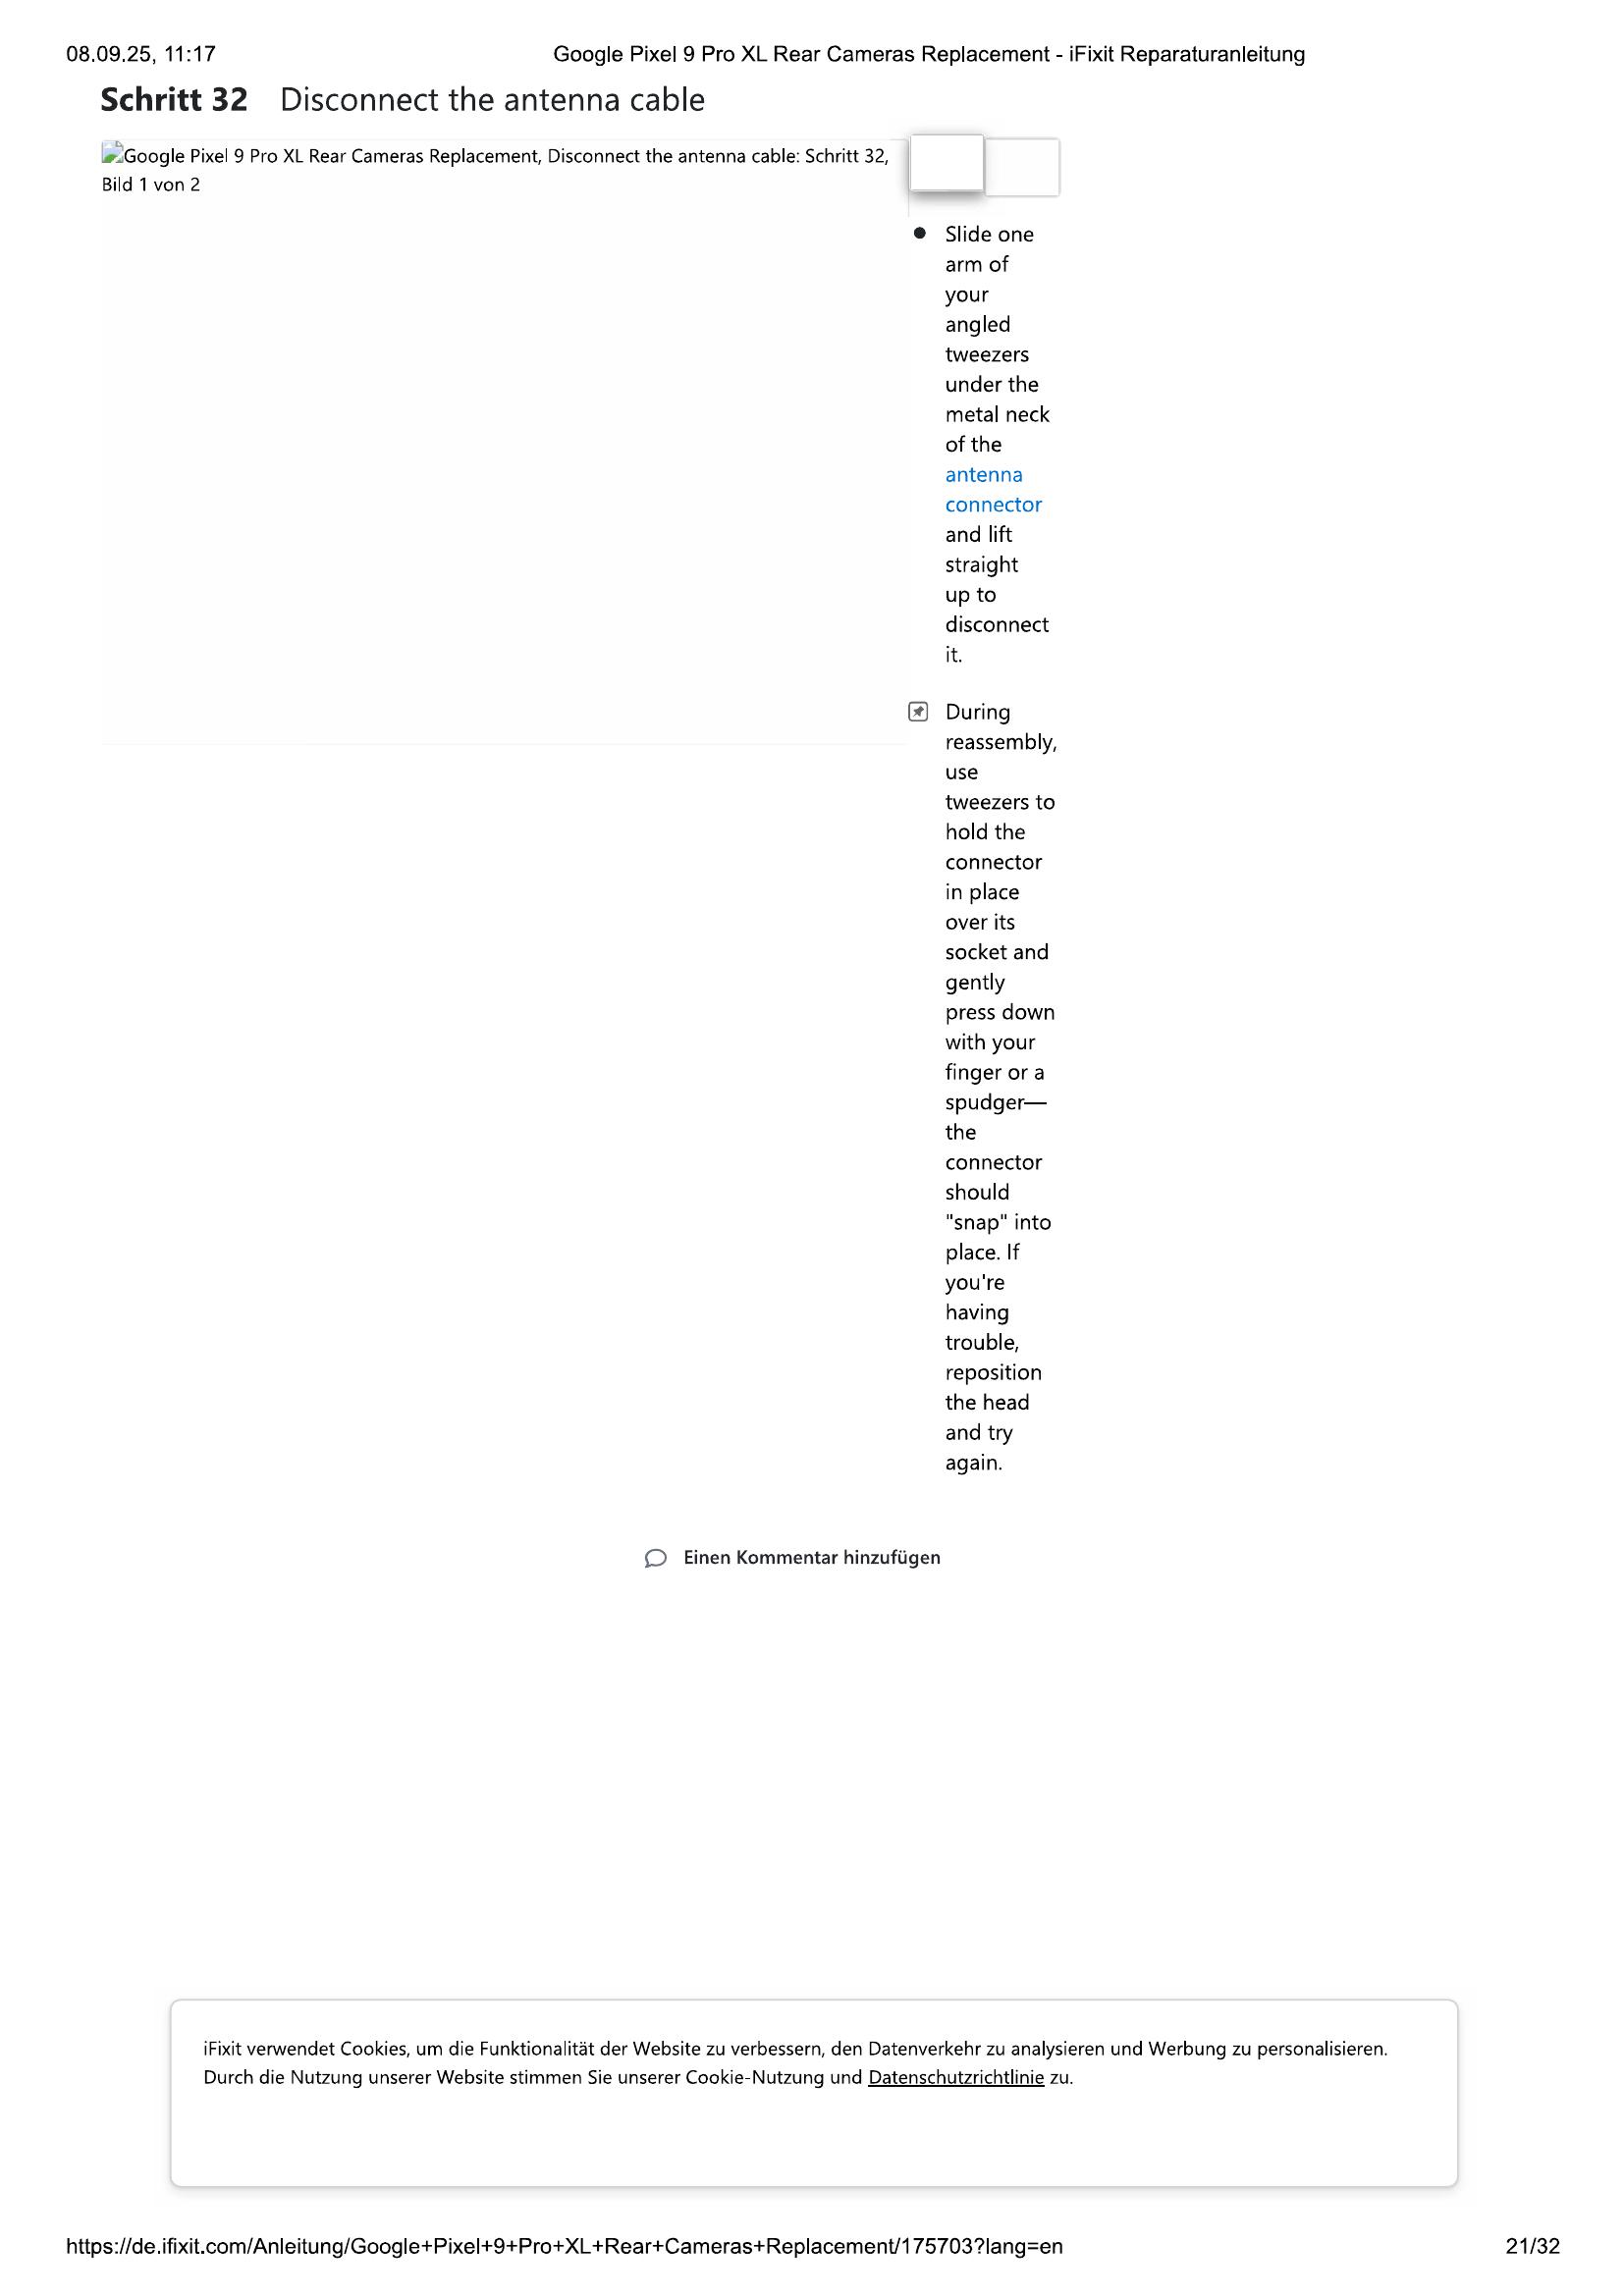 08.09.25, 11:17
Google Pixel 9 Pro XL Rear Cameras Replacement - iFixit Reparaturanleitung
Schritt 32 Disconnect the antenna cable
Google Pixel 9 Pro XL Rear Cameras Replacement, Disconnect the antenna cable: Schritt 32,
Bild 1 von 2
Slide one
arm of
your
angled
tweezers
under the
metal neck
of the
antenna
connector
and lift
straight
up to
disconnect
it.
During
reassembly,
use
tweezers to
hold the
connector
in place
over its
socket and
gently
press down
with your
finger or a
spudger—
the
connector
should
"snap" into
place. If
you're
having
trouble,
reposition
the head
and try
again.
Einen Kommentar hinzufügen
iFixit verwendet Cookies, um die Funktionalität der Website zu verbessern, den Datenverkehr zu analysieren und Werbung zu personalisieren.
Durch die Nutzung unserer Website stimmen Sie unserer Cookie-Nutzung und Datenschutzrichtlinie zu.
https://de.ifixit.com/Anleitung/Google+Pixel+9+Pro+XL+Rear+Cameras+Replacement/175703?lang=en
21/32